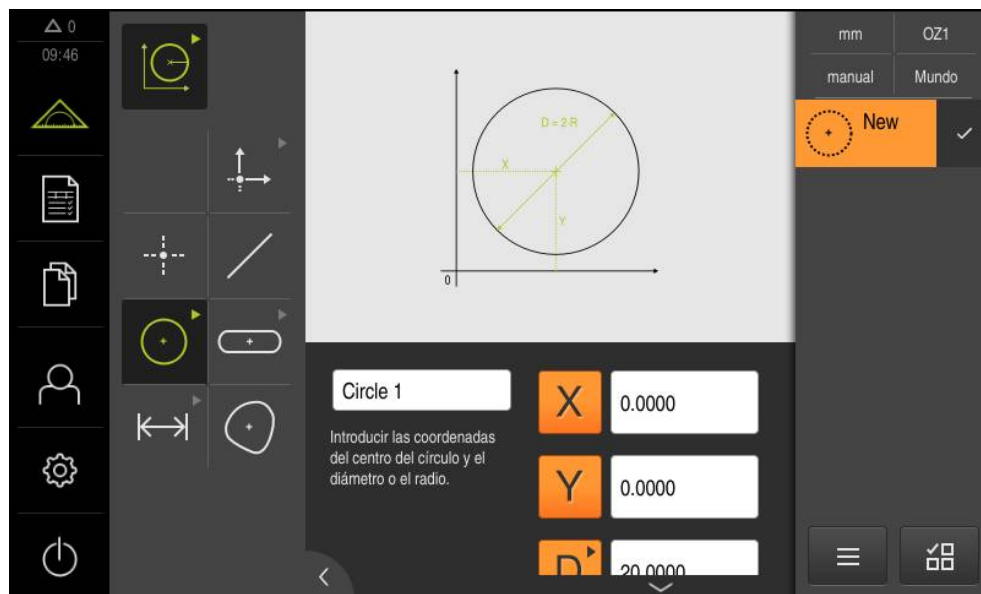 0
09:46
D = 2·R
X
Y
0
Circle 1
Introducir las coordenadas
del centro del círculo y el
diámetro o el radio.
X
0.0000
Y
0.0000
D
20.0000
mm
OZ1
manual
Mundo
New